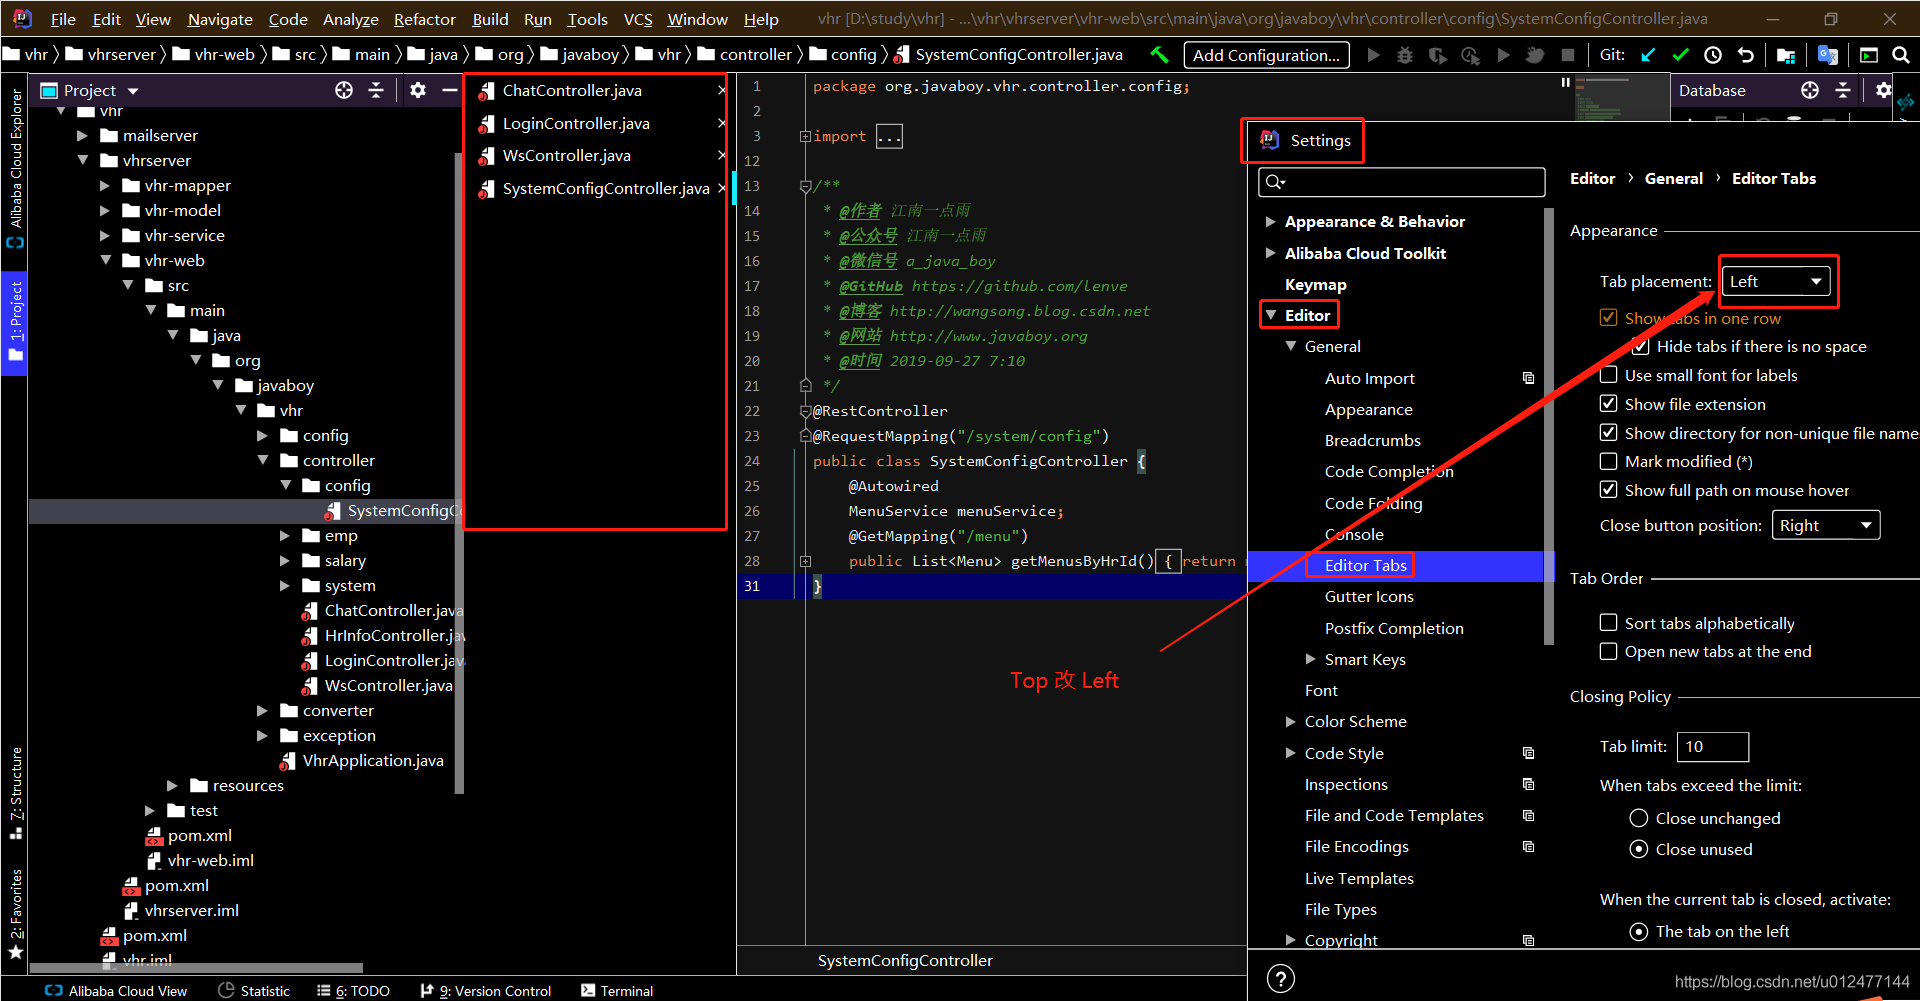 File Edit View Navigate Code Analyze Refactor Build Run Tools VCS Window Help vhr [D:\study\vhr] - ...\vhr\vhrserver\vhr-web\src\main\java\org\javaboy\vhr\controller\config\SystemConfigController.java
vhr vhrserver vhr-web src main java org javaboy vhr controller config SystemConfigController.java Add Configuration... Git:
Alibaba Cloud Explorer
1: Project
7: Structure
2: Favorites
Project
vhr
mailserver
vhrserver
vhr-mapper
vhr-model
vhr-service
vhr-web
src
main
java
org
javaboy
vhr
config
controller
config
SystemConfigC
emp
salary
system
ChatController.java
HrInfoController.jav
LoginController.jav
WsController.java
converter
exception
VhrApplication.java
resources
test
pom.xml
vhr-web.iml
pom.xml
vhrserver.iml
pom.xml
vhr.iml
ChatController.java
LoginController.java
WsController.java
SystemConfigController.java
1 package org.javaboy.vhr.controller.config;
2
3 import ...
12
13 /**
14 * @作者 江南一点雨
15 * @公众号 江南一点雨
16 * @微信号 a_java_boy
17 * @GitHub https://github.com/lenve
18 * @博客 http://wangsong.blog.csdn.net
19 * @网站 http://www.javaboy.org
20 * @时间 2019-09-27 7:10
21 */
22 @RestController
23 @RequestMapping("/system/config")
24 public class SystemConfigController {
25 @Autowired
26 MenuService menuService;
27 @GetMapping("/menu")
28 public List<Menu> getMenusByHrId() { return
31 }
Top 改 Left
SystemConfigController
Database
Settings
Appearance & Behavior
Alibaba Cloud Toolkit
Keymap
Editor
General
Auto Import
Appearance
Breadcrumbs
Code Completion
Code Folding
Console
Editor Tabs
Gutter Icons
Postfix Completion
Smart Keys
Font
Color Scheme
Code Style
Inspections
File and Code Templates
File Encodings
Live Templates
File Types
Copyright
Editor › General › Editor Tabs
Appearance
Tab placement: Left
Show tabs in one row
Hide tabs if there is no space
Use small font for labels
Show file extension
Show directory for non-unique file name
Mark modified (*)
Show full path on mouse hover
Close button position: Right
Tab Order
Sort tabs alphabetically
Open new tabs at the end
Closing Policy
Tab limit: 10
When tabs exceed the limit:
Close unchanged
Close unused
When the current tab is closed, activate:
The tab on the left
?
https://blog.csdn.net/u012477144
Alibaba Cloud View Statistic 6: TODO 9: Version Control Terminal